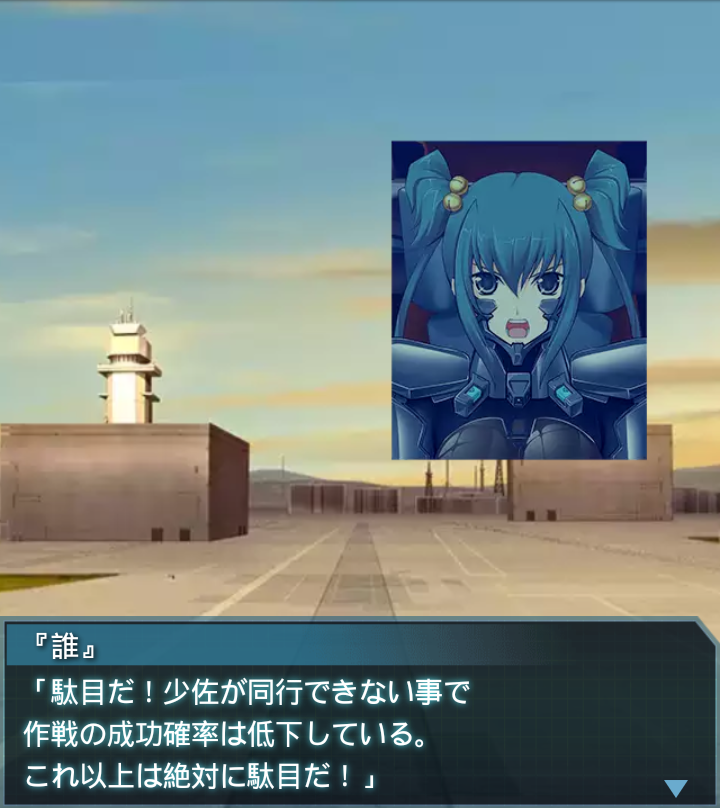 『誰』
「駄目だ！少佐が同行できない事で
作戦の成功確率は低下している。
これ以上は絶対に駄目だ！」